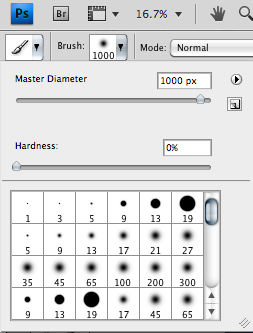 Ps Br 16.7%
Brush: 1000 Mode: Normal
Master Diameter 1000 px
Hardness: 0%
1 3 5 9 13 19
5 9 13 17 21 27
35 45 65 100 200 300
9 13 19 17 45 65